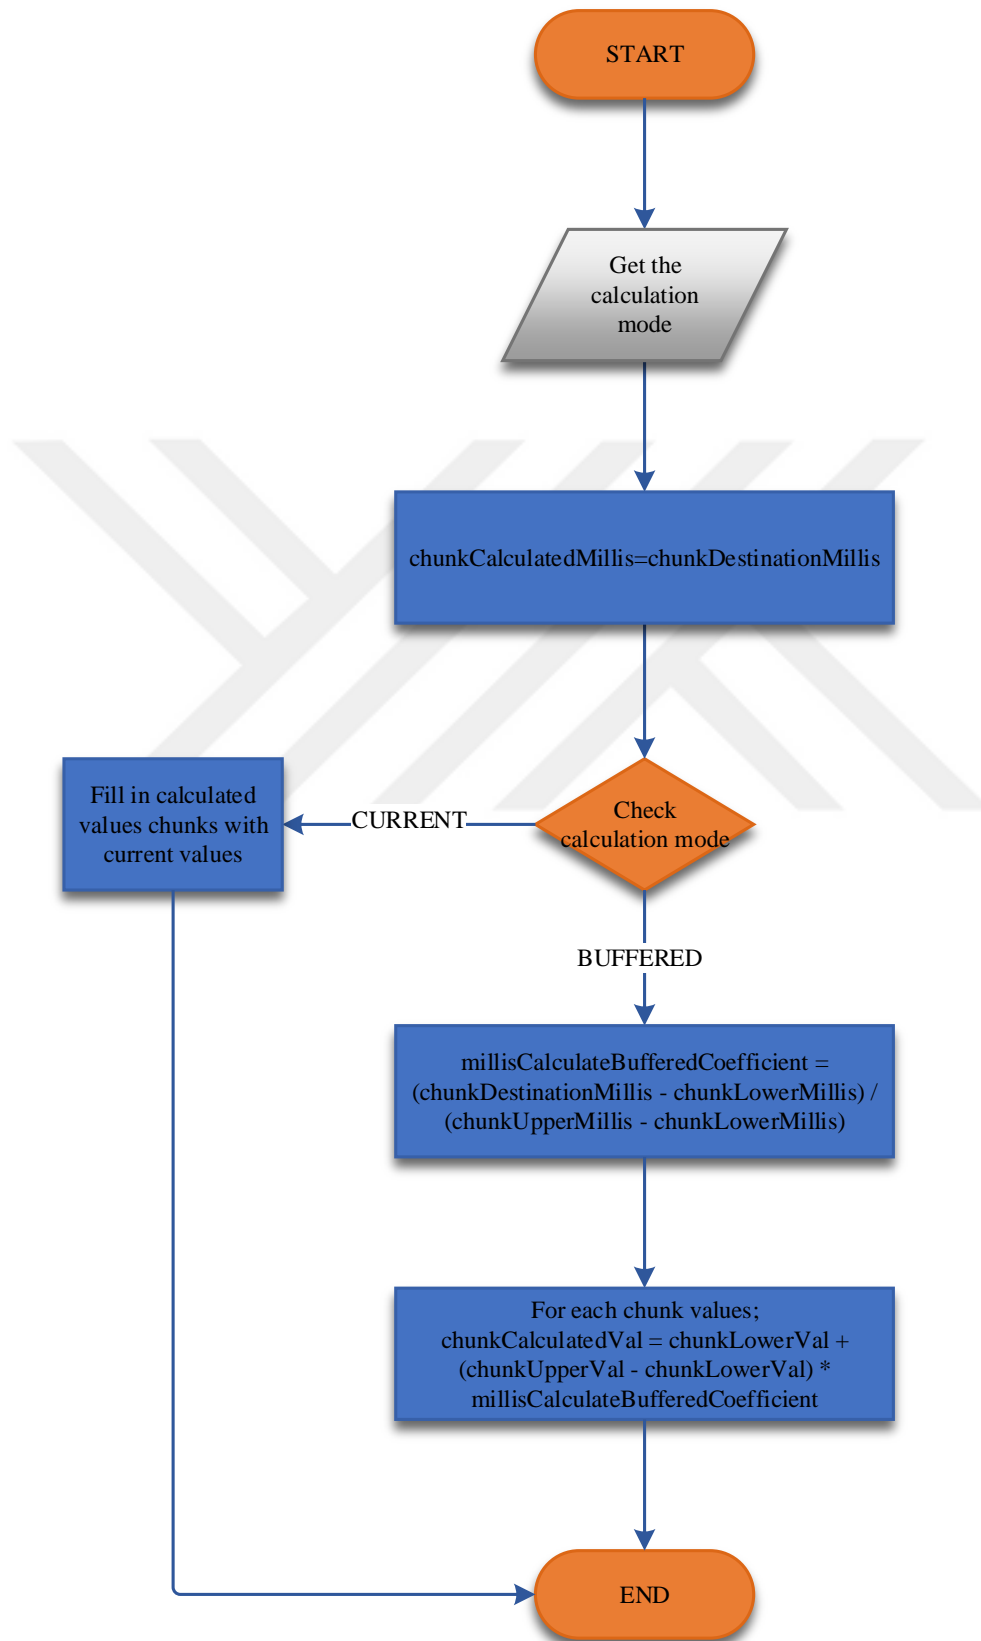 START
Get the
calculation
mode
chunkCalculatedMillis=chunkDestinationMillis
Check
calculation mode
CURRENT
Fill in calculated
values chunks with
current values
BUFFERED
millisCalculateBufferedCoefficient =
(chunkDestinationMillis - chunkLowerMillis) /
(chunkUpperMillis - chunkLowerMillis)
For each chunk values;
chunkCalculatedVal = chunkLowerVal +
(chunkUpperVal - chunkLowerVal) *
millisCalculateBufferedCoefficient
END